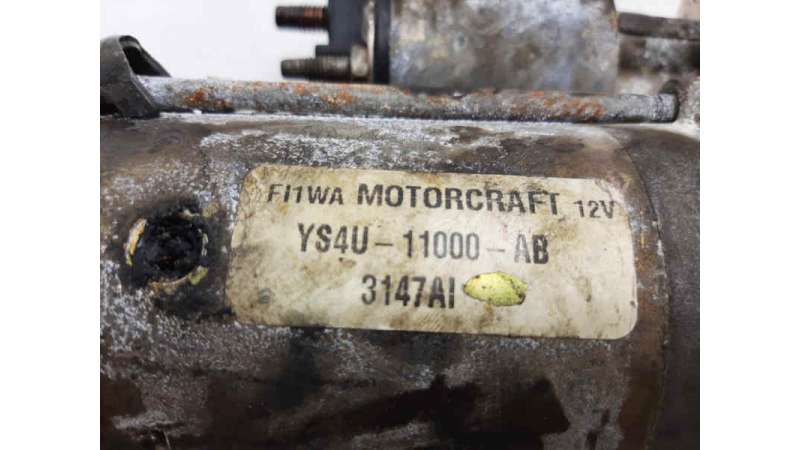 FI1WA MOTORCRAFT 12V
YS4U-11000-AB
3147AI